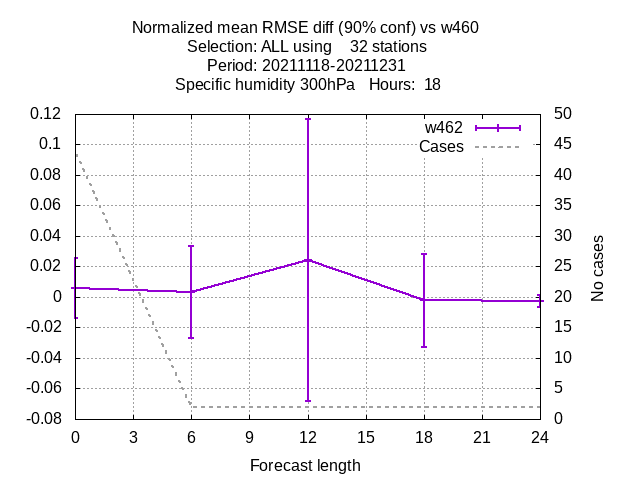 Normalized mean RMSE diff (90% conf) vs w460
Selection: ALL using 32 stations
Period: 20211118-20211231
Specific humidity 300hPa Hours: 18
w462
Cases
0.12
0.1
0.08
0.06
0.04
0.02
0
-0.02
-0.04
-0.06
-0.08
50
45
40
35
30
25
20
15
10
5
0
No cases
0 3 6 9 12 15 18 21 24
Forecast length